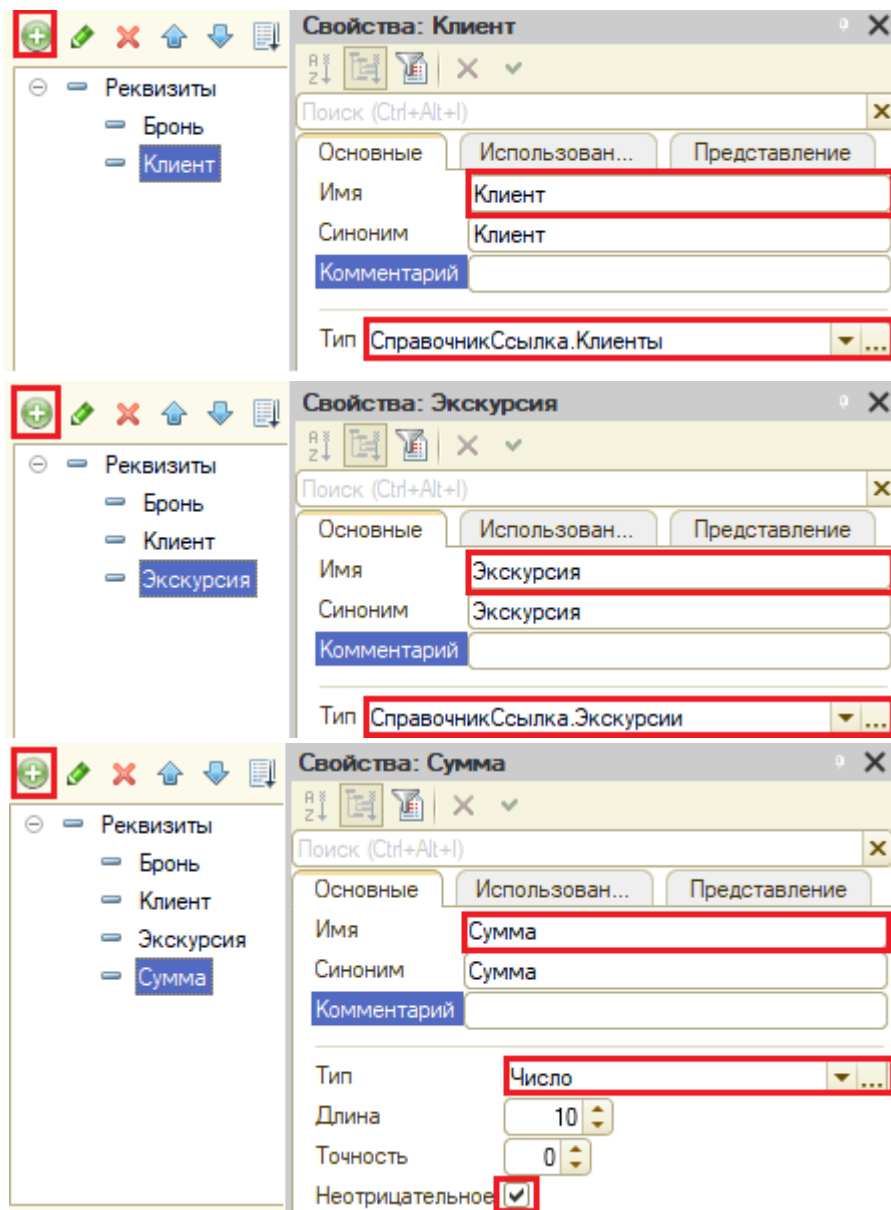 Реквизиты
Бронь
Клиент
Свойства: Клиент
Поиск (Ctrl+Alt+I)
Основные Использован... Представление
Имя Клиент
Синоним Клиент
Комментарий
Тип СправочникСсылка.Клиенты ...
Реквизиты
Бронь
Клиент
Экскурсия
Свойства: Экскурсия
Поиск (Ctrl+Alt+I)
Основные Использован... Представление
Имя Экскурсия
Синоним Экскурсия
Комментарий
Тип СправочникСсылка.Экскурсии ...
Реквизиты
Бронь
Клиент
Экскурсия
Сумма
Свойства: Сумма
Поиск (Ctrl+Alt+I)
Основные Использован... Представление
Имя Сумма
Синоним Сумма
Комментарий
Тип Число ...
Длина 10
Точность 0
Неотрицательное